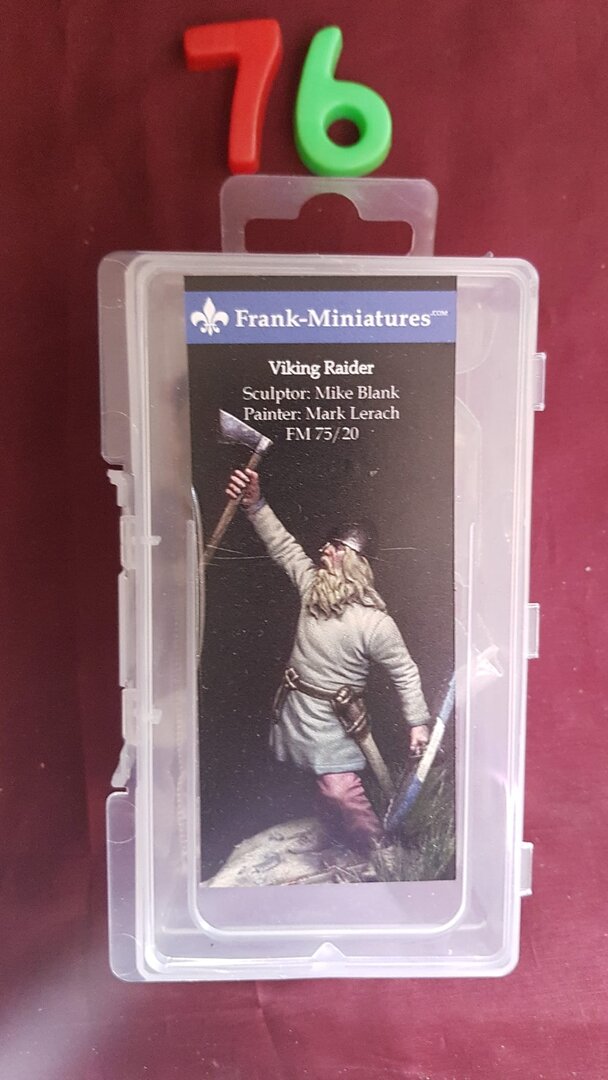 76
Frank-Miniatures.COM
Viking Raider
Sculptor: Mike Blank
Painter: Mark Lerach
FM 75/20